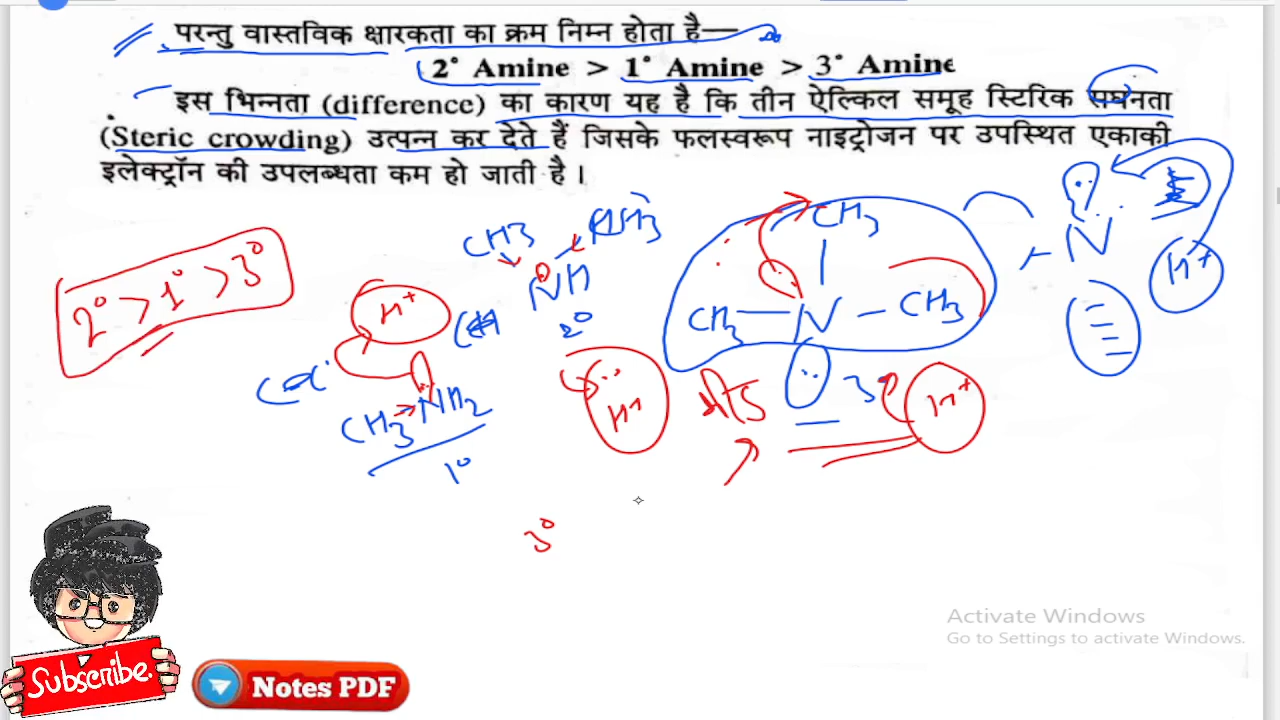 परन्तु वास्तविक क्षारकता का क्रम निम्न होता है—
2° Amine > 1° Amine > 3° Amine
इस भिन्नता (difference) का कारण यह है कि तीन ऐल्किल समूह स्टिरिक सघनता
(Steric crowding) उत्पन्न कर देते हैं जिसके फलस्वरूप नाइट्रोजन पर उपस्थित एकाकी
इलेक्ट्रॉन की उपलब्धता कम हो जाती है।
2° > 1° > 3°
H+
CH3 NH2
1°
CH3
NH
2°
H+
CH3
CH3 — N — CH3
3°
H+
N
H+
3°
Subscribe.
Notes PDF
Activate Windows
Go to Settings to activate Windows.